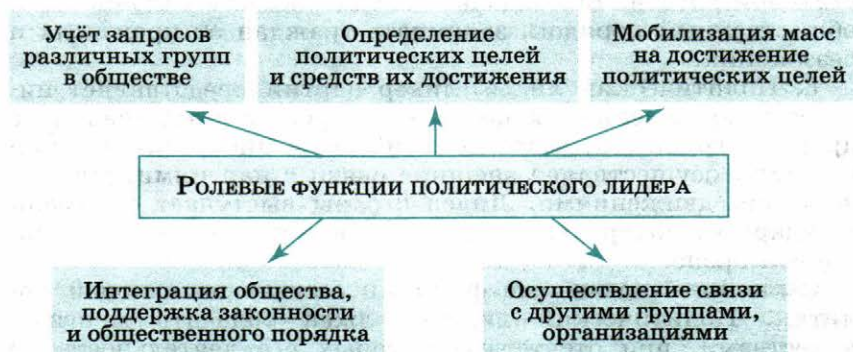 Учёт запросов
различных групп
в обществе
Определение
политических целей
и средств их достижения
Мобилизация масс
на достижение
политических целей
Ролевые функции политического лидера
Интеграция общества,
поддержка законности
и общественного порядка
Осуществление связи
с другими группами,
организациями